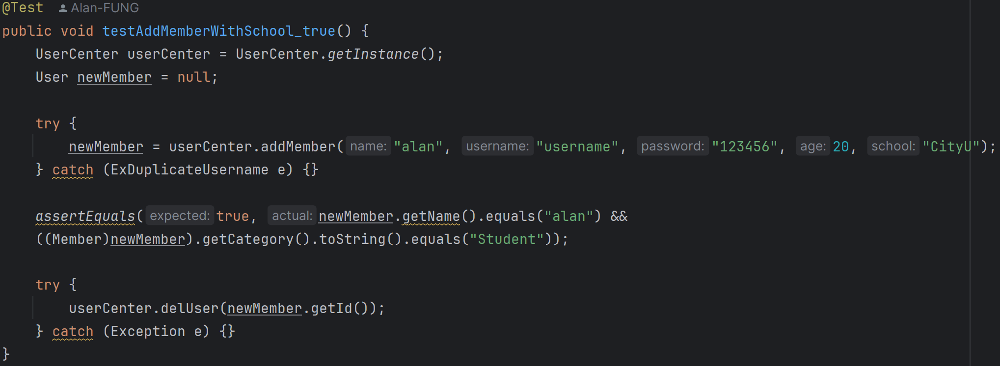 @Test Alan-FUNG
public void testAddMemberWithSchool_true() {
    UserCenter userCenter = UserCenter.getInstance();
    User newMember = null;

    try {
        newMember = userCenter.addMember( name: "alan", username: "username", password: "123456", age: 20, school: "CityU");
    } catch (ExDuplicateUsername e) {}

    assertEquals( expected: true, actual: newMember.getName().equals("alan") &&
    ((Member)newMember).getCategory().toString().equals("Student"));

    try {
        userCenter.delUser(newMember.getId());
    } catch (Exception e) {}
}